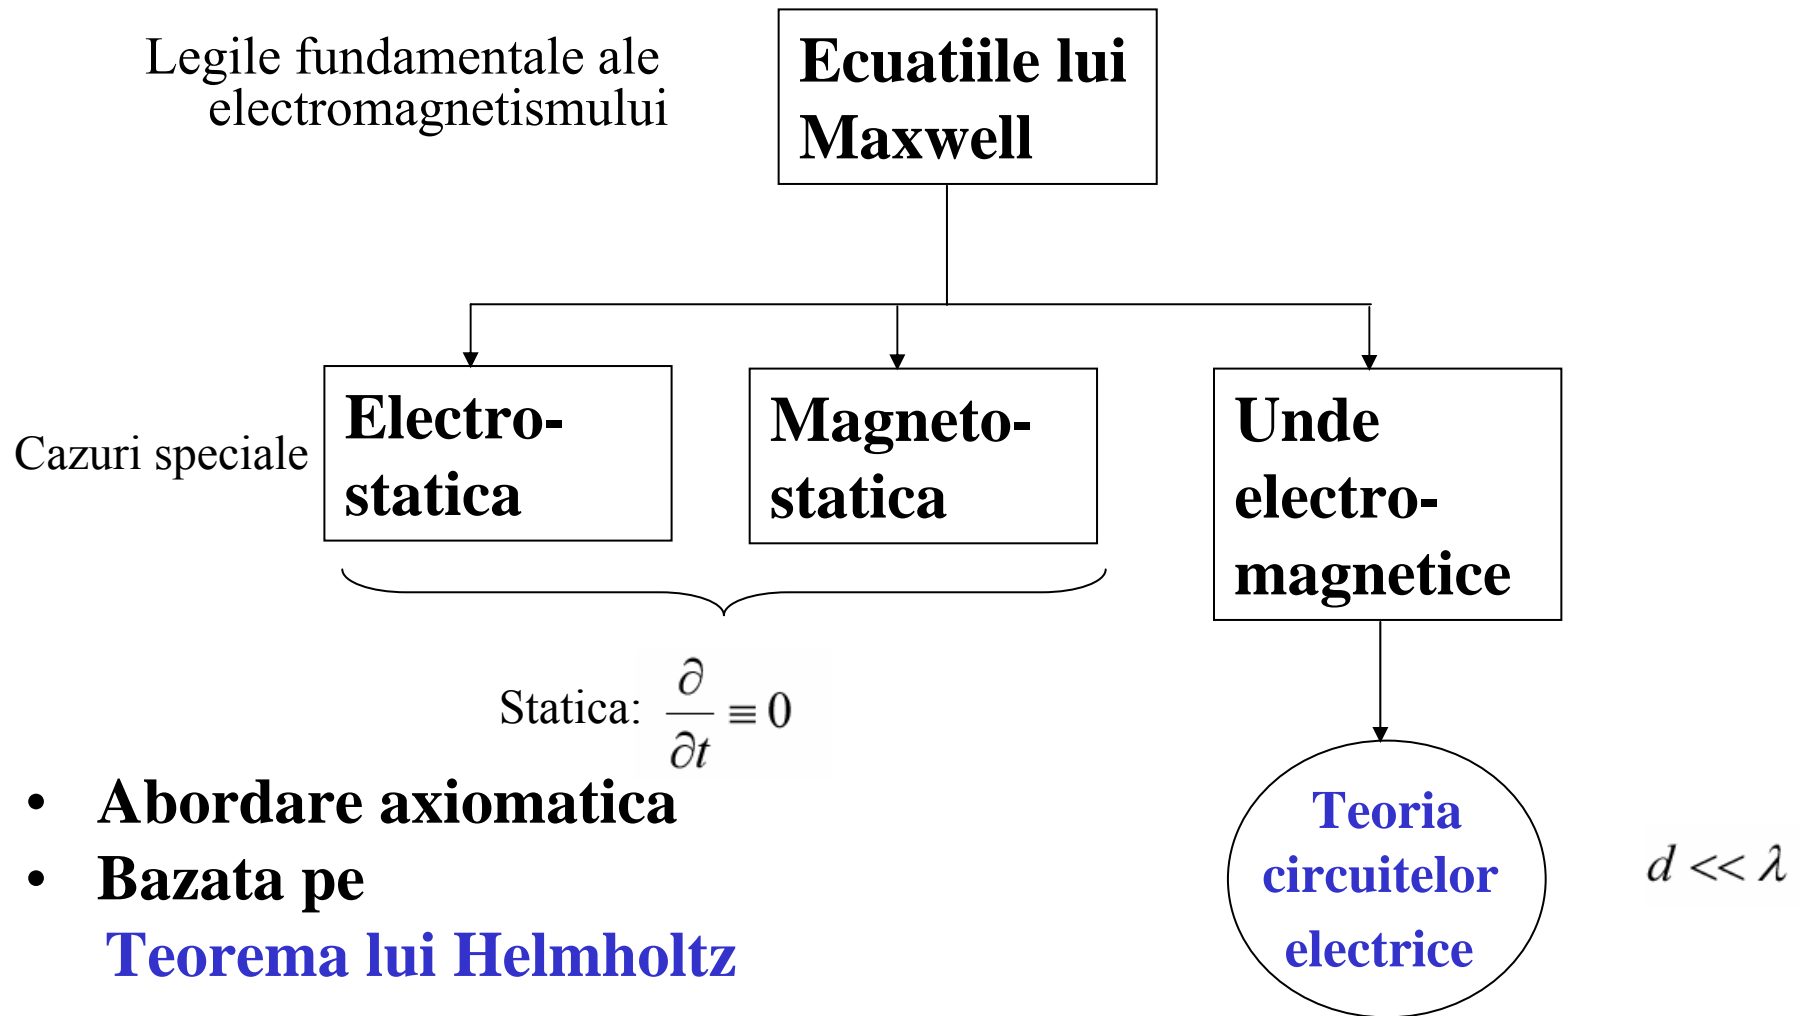 Legile fundamentale ale
electromagnetismului
Ecuatiile lui
Maxwell
Cazuri speciale
Electro-
statica
Magneto-
statica
Unde
electro-
magnetice
Statica: ∂/∂t ≡ 0
• Abordare axiomatica
• Bazata pe
Teorema lui Helmholtz
Teoria
circuitelor
electrice
d << λ